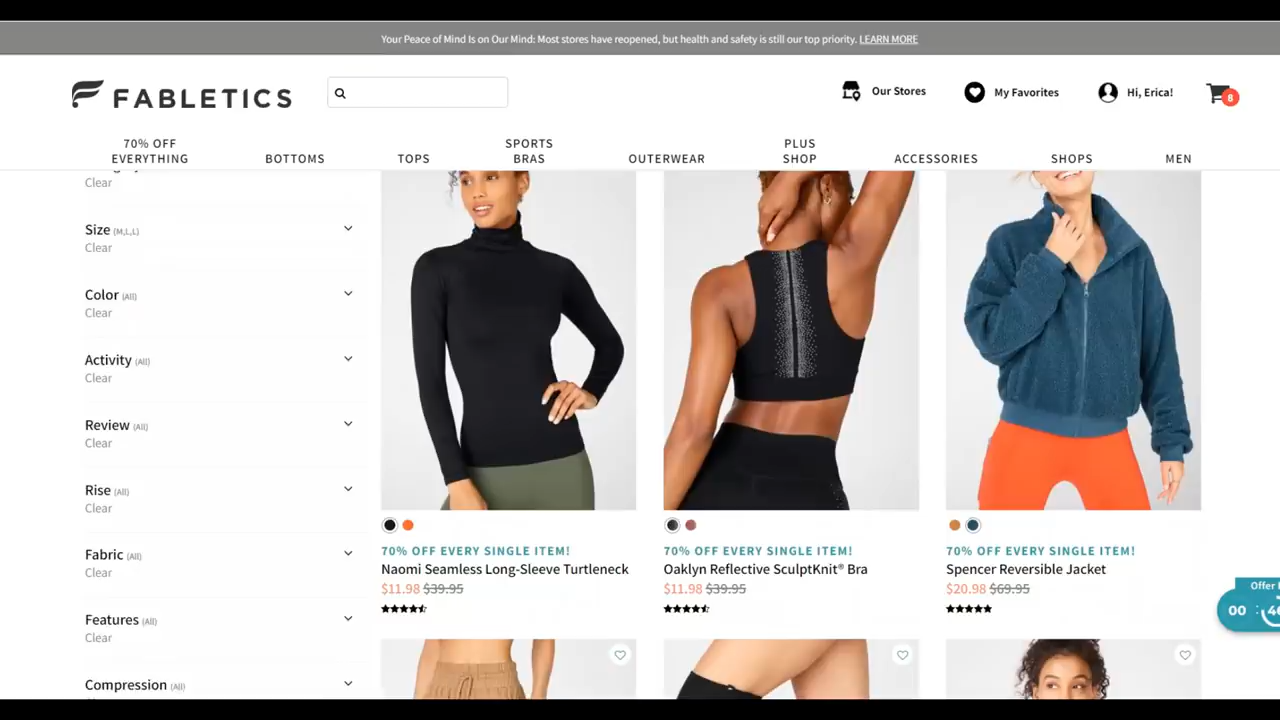 Your Peace of Mind Is on Our Mind: Most stores have reopened, but health and safety is still our top priority. LEARN MORE
FABLETICS
Our Stores
My Favorites
Hi, Erica!
8
70% OFF
EVERYTHING
BOTTOMS
TOPS
SPORTS
BRAS
OUTERWEAR
PLUS
SHOP
ACCESSORIES
SHOPS
MEN
Clear
Size (M,L,L)
Clear
Color (All)
Clear
Activity (All)
Clear
Review (All)
Clear
Rise (All)
Clear
Fabric (All)
Clear
Features (All)
Clear
Compression (All)
70% OFF EVERY SINGLE ITEM!
Naomi Seamless Long-Sleeve Turtleneck
$11.98 $39.95
70% OFF EVERY SINGLE ITEM!
Oaklyn Reflective SculptKnit® Bra
$11.98 $39.95
70% OFF EVERY SINGLE ITEM!
Spencer Reversible Jacket
$20.98 $69.95
Offer
00 :